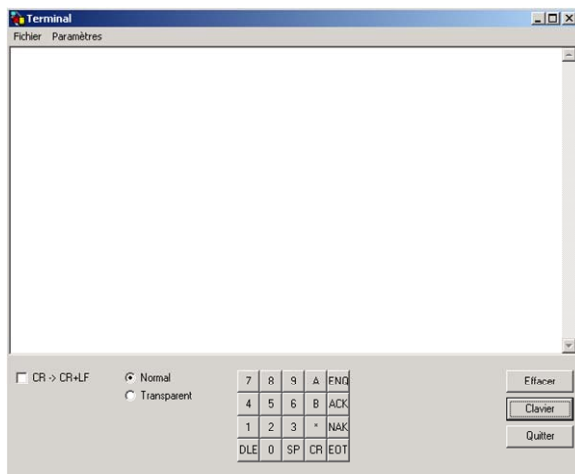 Terminal
Fichier Paramètres
CR -> CR+LF
Normal
Transparent
7 8 9 A ENQ
4 5 6 B ACK
1 2 3 * NAK
DLE 0 SP CR EOT
Effacer
Clavier
Quitter